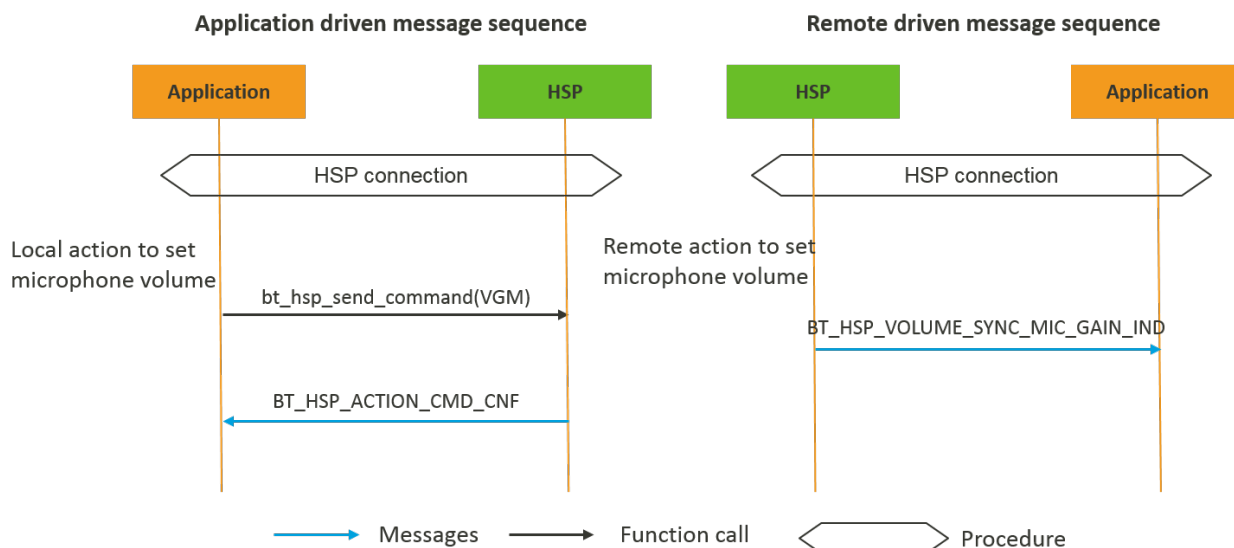 Application driven message sequence
Remote driven message sequence
Application
HSP
HSP
Application
HSP connection
HSP connection
Local action to set
microphone volume
Remote action to set
microphone volume
bt_hsp_send_command(VGM)
BT_HSP_VOLUME_SYNC_MIC_GAIN_IND
BT_HSP_ACTION_CMD_CNF
Messages
Function call
Procedure